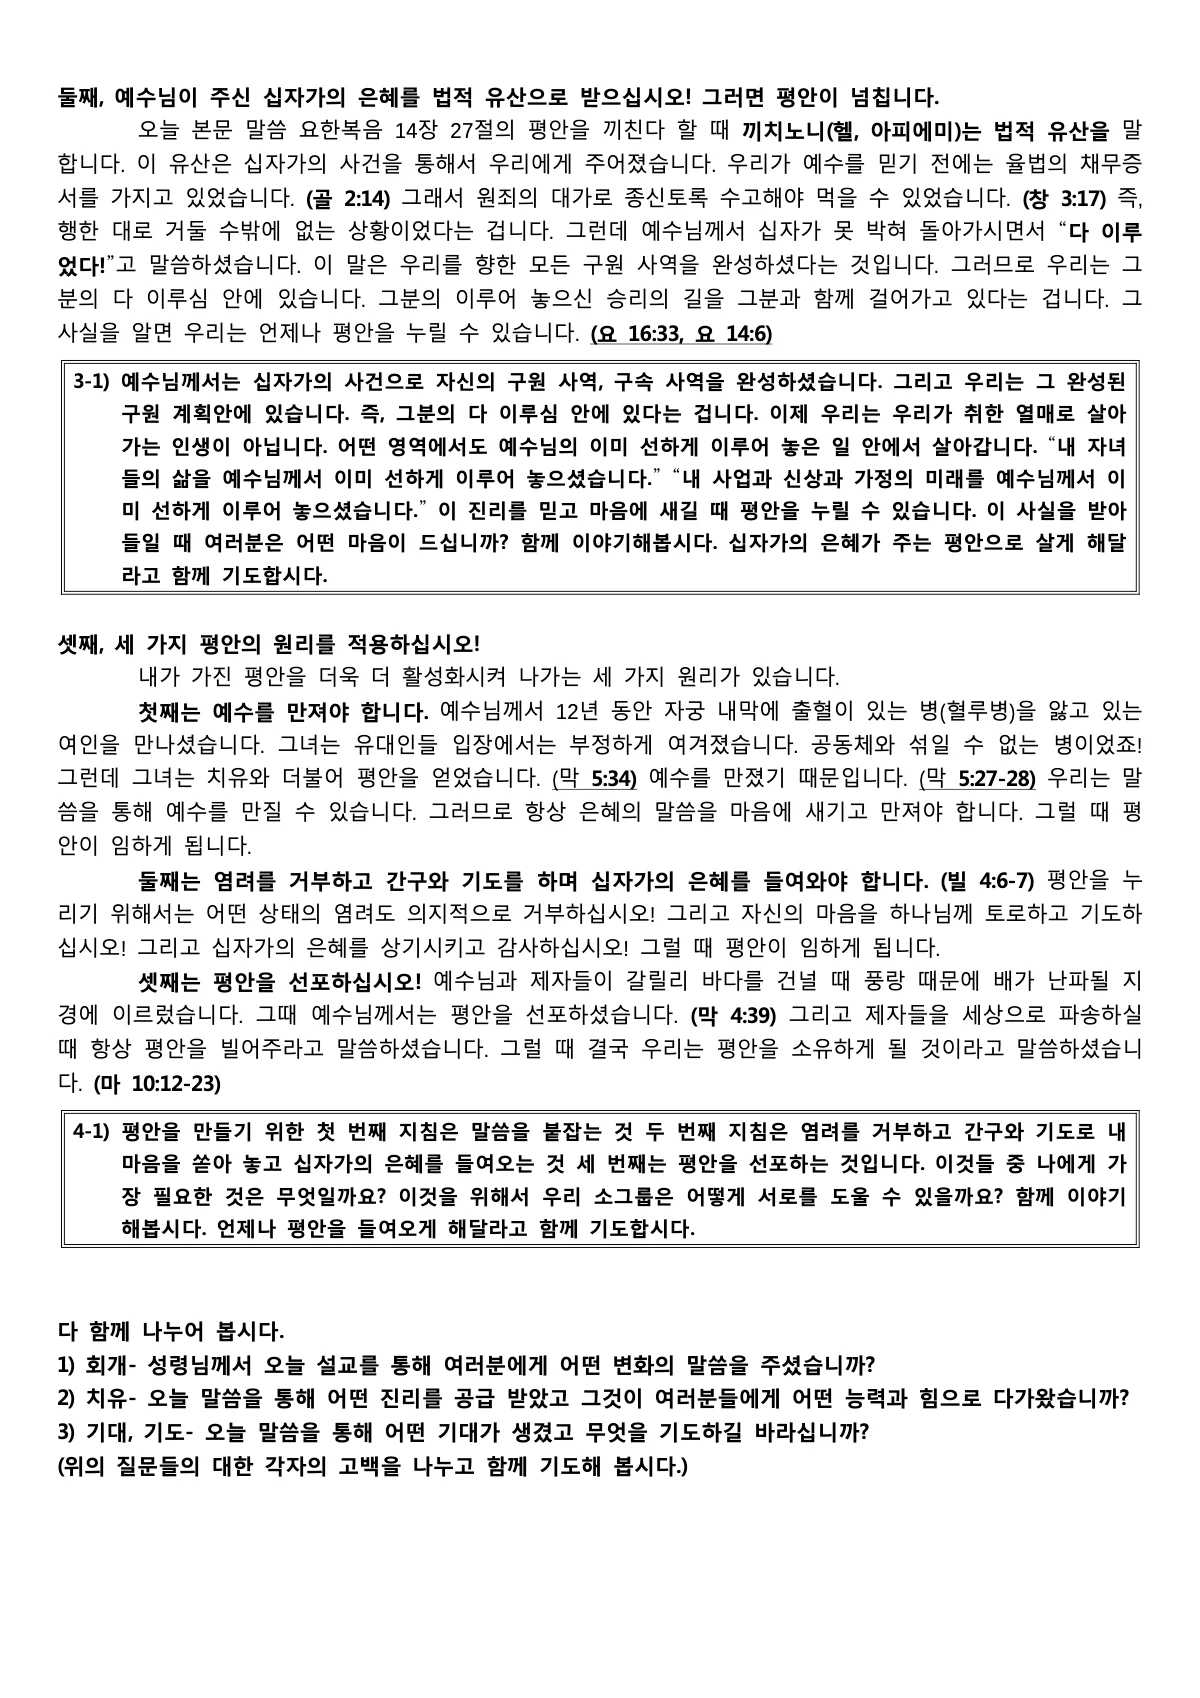 둘째, 예수님이 주신 십자가의 은혜를 법적 유산으로 받으십시오! 그러면 평안이 넘칩니다.
오늘 본문 말씀 요한복음 14장 27절의 평안을 끼친다 할 때 끼치노니(헬, 아피에미)는 법적 유산을 말
합니다. 이 유산은 십자가의 사건을 통해서 우리에게 주어졌습니다. 우리가 예수를 믿기 전에는 율법의 채무증
서를 가지고 있었습니다. (골 2:14) 그래서 원죄의 대가로 종신토록 수고해야 먹을 수 있었습니다. (창 3:17) 즉,
행한 대로 거둘 수밖에 없는 상황이었다는 겁니다. 그런데 예수님께서 십자가 못 박혀 돌아가시면서 “다 이루
었다!”고 말씀하셨습니다. 이 말은 우리를 향한 모든 구원 사역을 완성하셨다는 것입니다. 그러므로 우리는 그
분의 다 이루심 안에 있습니다. 그분의 이루어 놓으신 승리의 길을 그분과 함께 걸어가고 있다는 겁니다. 그
사실을 알면 우리는 언제나 평안을 누릴 수 있습니다. (요 16:33, 요 14:6)
3-1) 예수님께서는 십자가의 사건으로 자신의 구원 사역, 구속 사역을 완성하셨습니다. 그리고 우리는 그 완성된
구원 계획안에 있습니다. 즉, 그분의 다 이루심 안에 있다는 겁니다. 이제 우리는 우리가 취한 열매로 살아
가는 인생이 아닙니다. 어떤 영역에서도 예수님의 이미 선하게 이루어 놓은 일 안에서 살아갑니다. “내 자녀
들의 삶을 예수님께서 이미 선하게 이루어 놓으셨습니다.” “내 사업과 신상과 가정의 미래를 예수님께서 이
미 선하게 이루어 놓으셨습니다.” 이 진리를 믿고 마음에 새길 때 평안을 누릴 수 있습니다. 이 사실을 받아
들일 때 여러분은 어떤 마음이 드십니까? 함께 이야기해봅시다. 십자가의 은혜가 주는 평안으로 살게 해달
라고 함께 기도합시다.
셋째, 세 가지 평안의 원리를 적용하십시오!
내가 가진 평안을 더욱 더 활성화시켜 나가는 세 가지 원리가 있습니다.
첫째는 예수를 만져야 합니다. 예수님께서 12년 동안 자궁 내막에 출혈이 있는 병(혈루병)을 앓고 있는
여인을 만나셨습니다. 그녀는 유대인들 입장에서는 부정하게 여겨졌습니다. 공동체와 섞일 수 없는 병이었죠!
그런데 그녀는 치유와 더불어 평안을 얻었습니다. (막 5:34) 예수를 만졌기 때문입니다. (막 5:27-28) 우리는 말
씀을 통해 예수를 만질 수 있습니다. 그러므로 항상 은혜의 말씀을 마음에 새기고 만져야 합니다. 그럴 때 평
안이 임하게 됩니다.
둘째는 염려를 거부하고 간구와 기도를 하며 십자가의 은혜를 들여와야 합니다. (빌 4:6-7) 평안을 누
리기 위해서는 어떤 상태의 염려도 의지적으로 거부하십시오! 그리고 자신의 마음을 하나님께 토로하고 기도하
십시오! 그리고 십자가의 은혜를 상기시키고 감사하십시오! 그럴 때 평안이 임하게 됩니다.
셋째는 평안을 선포하십시오! 예수님과 제자들이 갈릴리 바다를 건널 때 풍랑 때문에 배가 난파될 지
경에 이르렀습니다. 그때 예수님께서는 평안을 선포하셨습니다. (막 4:39) 그리고 제자들을 세상으로 파송하실
때 항상 평안을 빌어주라고 말씀하셨습니다. 그럴 때 결국 우리는 평안을 소유하게 될 것이라고 말씀하셨습니
다. (마 10:12-23)
4-1) 평안을 만들기 위한 첫 번째 지침은 말씀을 붙잡는 것 두 번째 지침은 염려를 거부하고 간구와 기도로 내
마음을 쏟아 놓고 십자가의 은혜를 들여오는 것 세 번째는 평안을 선포하는 것입니다. 이것들 중 나에게 가
장 필요한 것은 무엇일까요? 이것을 위해서 우리 소그룹은 어떻게 서로를 도울 수 있을까요? 함께 이야기
해봅시다. 언제나 평안을 들여오게 해달라고 함께 기도합시다.
다 함께 나누어 봅시다.
1) 회개- 성령님께서 오늘 설교를 통해 여러분에게 어떤 변화의 말씀을 주셨습니까?
2) 치유- 오늘 말씀을 통해 어떤 진리를 공급 받았고 그것이 여러분들에게 어떤 능력과 힘으로 다가왔습니까?
3) 기대, 기도- 오늘 말씀을 통해 어떤 기대가 생겼고 무엇을 기도하길 바라십니까?
(위의 질문들의 대한 각자의 고백을 나누고 함께 기도해 봅시다.)